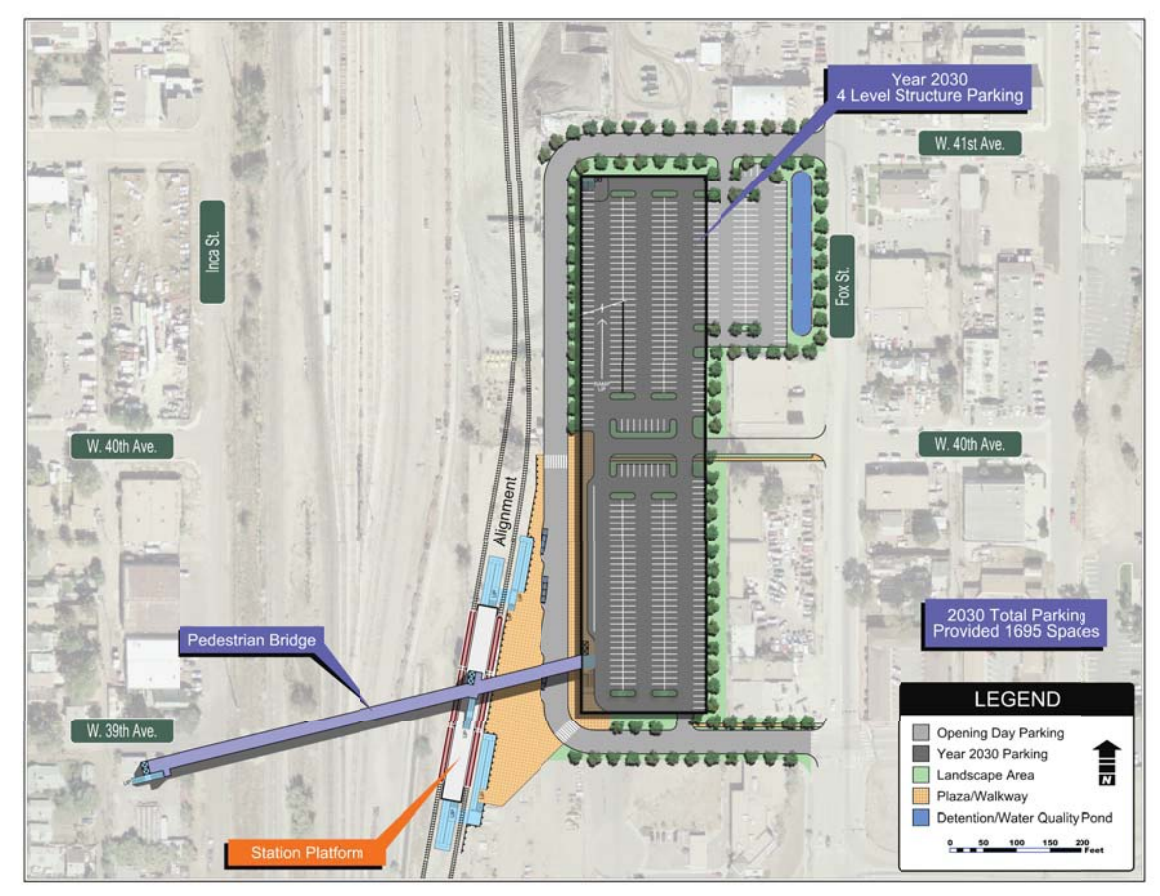 Year 2030
4 Level Structure Parking
W. 41st Ave.
Inca St.
Fox St.
RAMP
UP
W. 40th Ave.
W. 40th Ave.
Alignment
2030 Total Parking
Provided 1695 Spaces
Pedestrian Bridge
W. 39th Ave.
Station Platform
LEGEND
Opening Day Parking
Year 2030 Parking
Landscape Area
Plaza/Walkway
Detention/Water Quality Pond
N
0 50 100 150 200
Feet